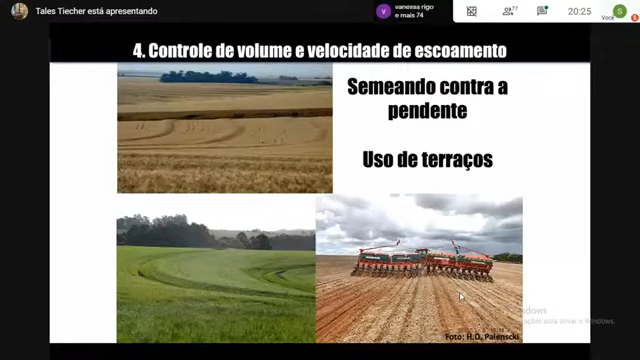 Tales Tiecher está apresentando
vanessa rigo
e mais 74
77
20:25
Você
S
4. Controle de volume e velocidade de escoamento
Semeando contra a
pendente
Uso de terraços
Foto: H.D. Palenscki